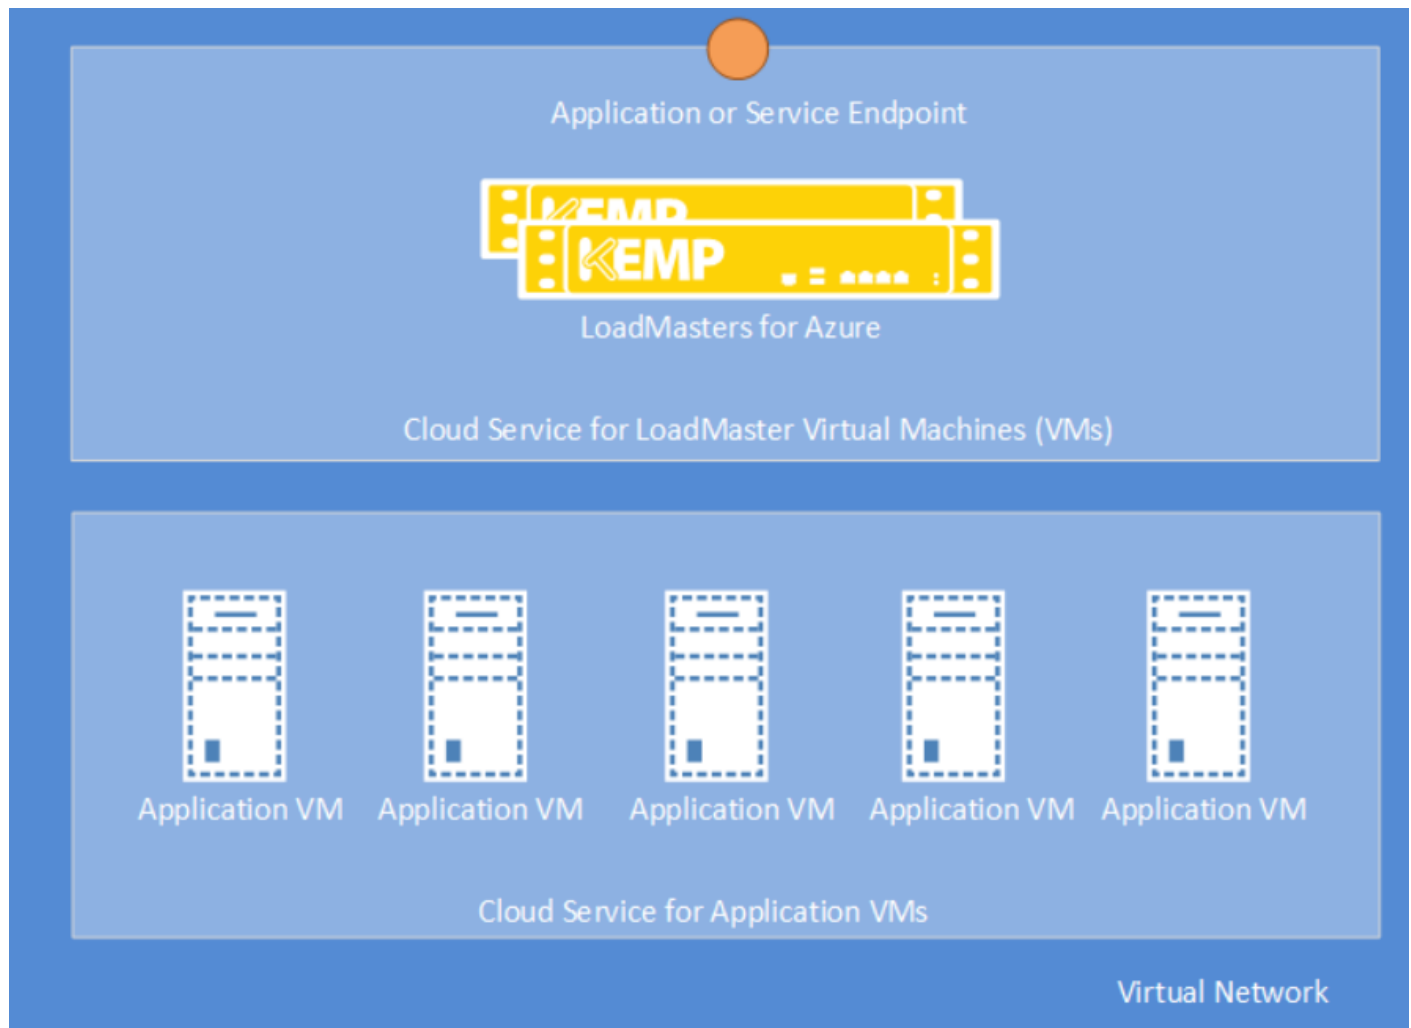 Application or Service Endpoint
KEMP
KEMP
LoadMasters for Azure
Cloud Service for LoadMaster Virtual Machines (VMs)
Application VM Application VM Application VM Application VM Application VM
Cloud Service for Application VMs
Virtual Network